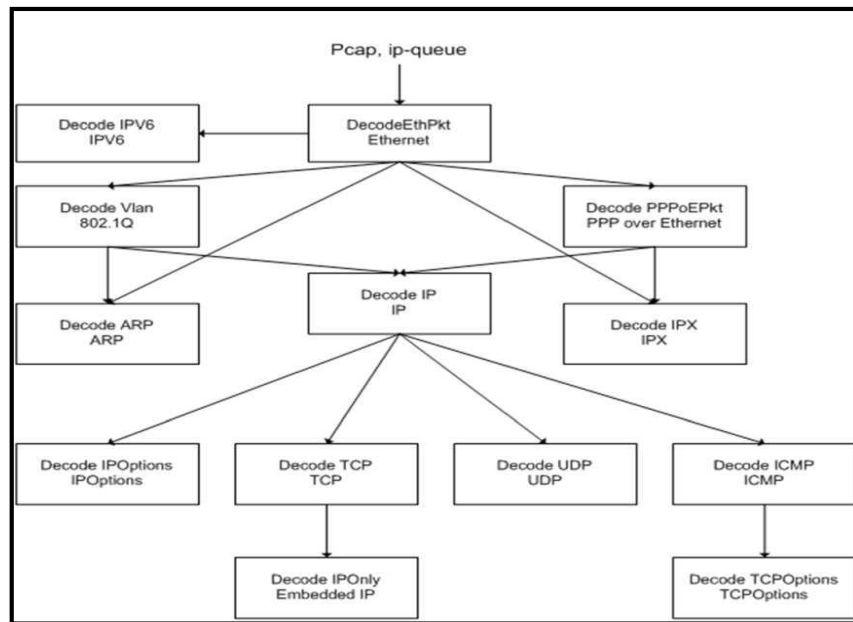 Pcap, ip-queue
Decode IPV6
IPV6
DecodeEthPkt
Ethernet
Decode Vlan
802.1Q
Decode PPPoEPkt
PPP over Ethernet
Decode IP
IP
Decode ARP
ARP
Decode IPX
IPX
Decode IPOptions
IPOptions
Decode TCP
TCP
Decode UDP
UDP
Decode ICMP
ICMP
Decode IPOnly
Embedded IP
Decode TCPOptions
TCPOptions